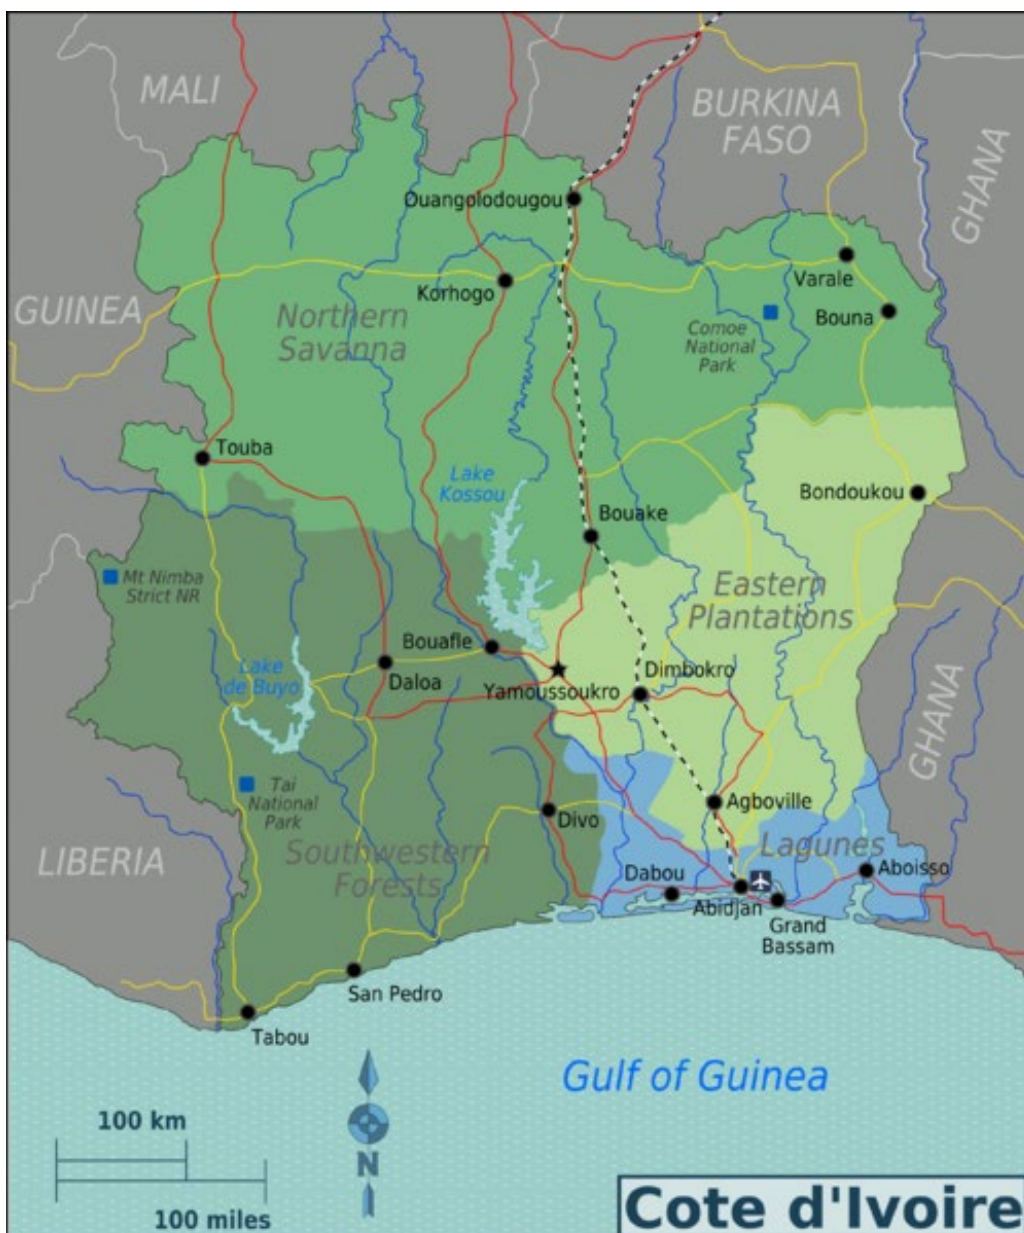 MALI
BURKINA
FASO
GHANA
Ouangolodougou
GUINEA
Korhogo
Varale
Bouna
Northern
Savanna
Comoe
National
Park
Touba
Lake
Kossou
Bondoukou
Bouake
Mt Nimba
Strict NR
Eastern
Plantations
Bouafle
Lake
de Buyo
Daloa
Yamoussoukro
Dimbokro
GHANA
Tai
National
Park
Divo
Agboville
LIBERIA
Southwestern
Forests
Lagunes
Dabou
Aboisso
Abidjan
Grand
Bassam
San Pedro
Tabou
Gulf of Guinea
100 km
N
100 miles
Cote d'Ivoire